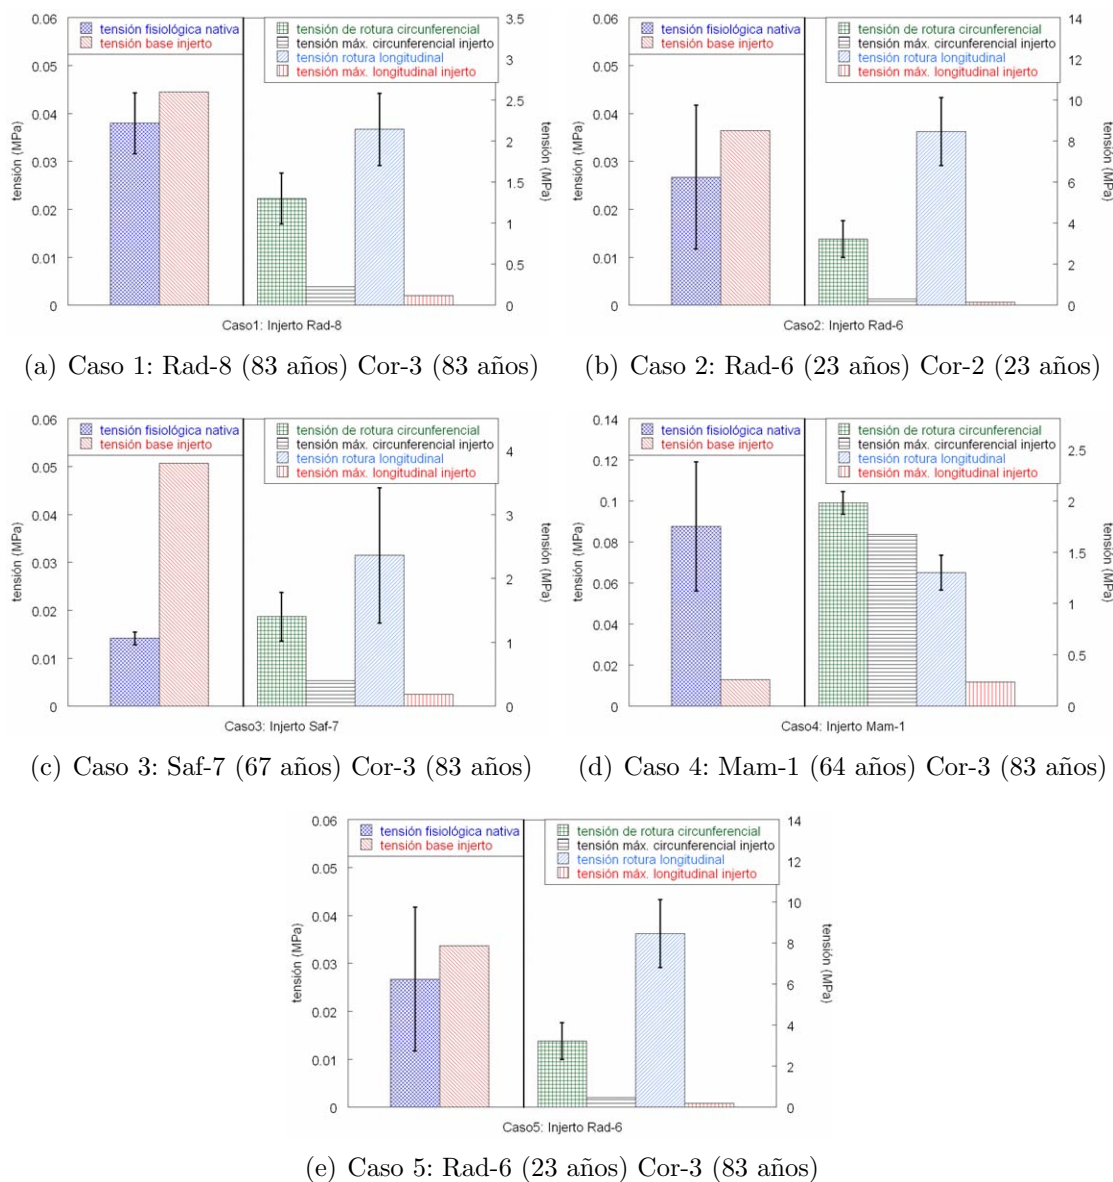 0.06
0.05
0.04
0.03
0.02
0.01
0
tensión (MPa)
tensión fisiológica nativa
tensión base injerto
tensión de rotura circunferencial
tensión máx. circunferencial injerto
tensión rotura longitudinal
tensión máx. longitudinal injerto
3.5
3
2.5
2
1.5
1
0.5
0
tensión (MPa)
Caso1: Injerto Rad-8
(a) Caso 1: Rad-8 (83 años) Cor-3 (83 años)
0.06
0.05
0.04
0.03
0.02
0.01
0
tensión (MPa)
tensión fisiológica nativa
tensión base injerto
tensión de rotura circunferencial
tensión máx. circunferencial injerto
tensión rotura longitudinal
tensión máx. longitudinal injerto
14
12
10
8
6
4
2
0
tensión (MPa)
Caso2: Injerto Rad-6
(b) Caso 2: Rad-6 (23 años) Cor-2 (23 años)
0.06
0.05
0.04
0.03
0.02
0.01
0
tensión (MPa)
tensión fisiológica nativa
tensión base injerto
tensión de rotura circunferencial
tensión máx. circunferencial injerto
tensión rotura longitudinal
tensión máx. longitudinal injerto
4
3
2
1
0
tensión (MPa)
Caso3: Injerto Saf-7
(c) Caso 3: Saf-7 (67 años) Cor-3 (83 años)
0.14
0.12
0.1
0.08
0.06
0.04
0.02
0
tensión (MPa)
tensión fisiológica nativa
tensión base injerto
tensión de rotura circunferencial
tensión máx. circunferencial injerto
tensión rotura longitudinal
tensión máx. longitudinal injerto
2.5
2
1.5
1
0.5
0
tensión (MPa)
Caso4: Injerto Mam-1
(d) Caso 4: Mam-1 (64 años) Cor-3 (83 años)
0.06
0.05
0.04
0.03
0.02
0.01
0
tensión (MPa)
tensión fisiológica nativa
tensión base injerto
tensión de rotura circunferencial
tensión máx. circunferencial injerto
tensión rotura longitudinal
tensión máx. longitudinal injerto
14
12
10
8
6
4
2
0
tensión (MPa)
Caso5: Injerto Rad-6
(e) Caso 5: Rad-6 (23 años) Cor-3 (83 años)